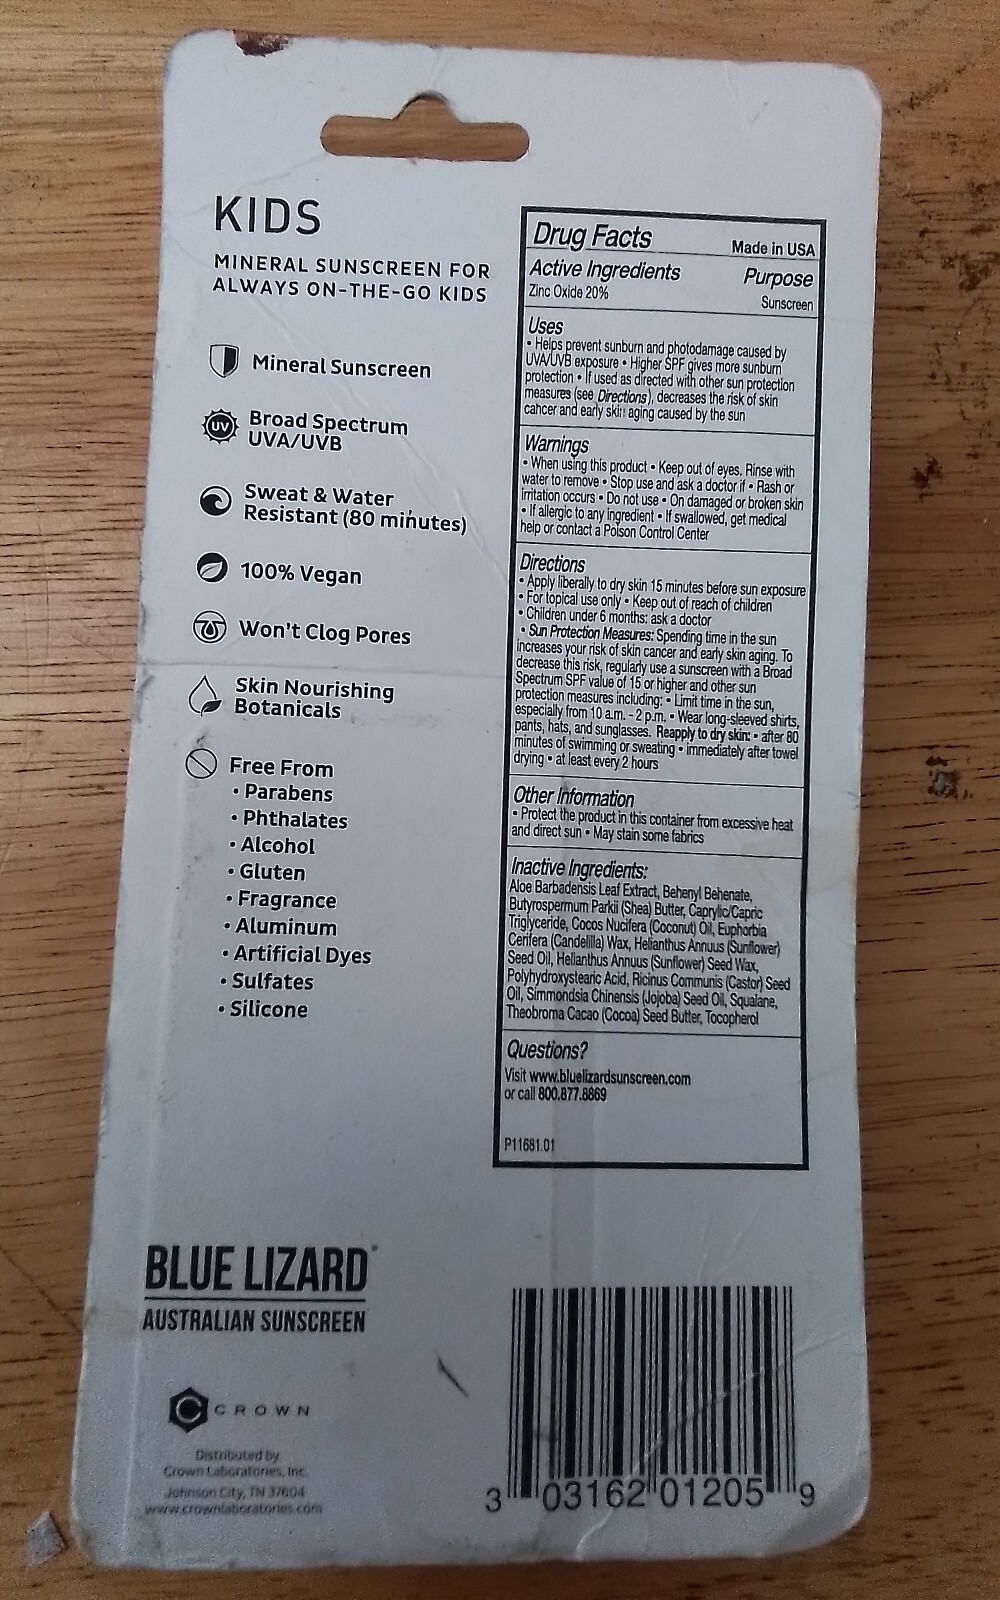 KIDS
MINERAL SUNSCREEN FOR
ALWAYS ON-THE-GO KIDS
Mineral Sunscreen
UV
Broad Spectrum
UVA/UVB
Sweat & Water
Resistant (80 minutes)
100% Vegan
Won't Clog Pores
Skin Nourishing
Botanicals
Free From
• Parabens
• Phthalates
• Alcohol
• Gluten
• Fragrance
• Aluminum
• Artificial Dyes
• Sulfates
• Silicone
Drug Facts Made in USA
Active Ingredients Purpose
Zinc Oxide 20% Sunscreen
Uses
• Helps prevent sunburn and photodamage caused by
UVA/UVB exposure • Higher SPF gives more sunburn
protection • If used as directed with other sun protection
measures (see Directions), decreases the risk of skin
cancer and early skin aging caused by the sun
Warnings
• When using this product • Keep out of eyes. Rinse with
water to remove • Stop use and ask a doctor if • Rash or
irritation occurs • Do not use • On damaged or broken skin
• If allergic to any ingredient • If swallowed, get medical
help or contact a Poison Control Center
Directions
• Apply liberally to dry skin 15 minutes before sun exposure
• For topical use only • Keep out of reach of children
• Children under 6 months: ask a doctor
• Sun Protection Measures: Spending time in the sun
increases your risk of skin cancer and early skin aging. To
decrease this risk, regularly use a sunscreen with a Broad
Spectrum SPF value of 15 or higher and other sun
protection measures including: • Limit time in the sun,
especially from 10 a.m. - 2 p.m. • Wear long-sleeved shirts,
pants, hats, and sunglasses. Reapply to dry skin: • after 80
minutes of swimming or sweating • immediately after towel
drying • at least every 2 hours
Other Information
• Protect the product in this container from excessive heat
and direct sun • May stain some fabrics
Inactive Ingredients:
Aloe Barbadensis Leaf Extract, Behenyl Behenate,
Butyrospermum Parkii (Shea) Butter, Caprylic/Capric
Triglyceride, Cocos Nucifera (Coconut) Oil, Euphorbia
Cerifera (Candelilla) Wax, Helianthus Annuus (Sunflower)
Seed Oil, Helianthus Annuus (Sunflower) Seed Wax,
Polyhydroxystearic Acid, Ricinus Communis (Castor) Seed
Oil, Simmondsia Chinensis (Jojoba) Seed Oil, Squalane,
Theobroma Cacao (Cocoa) Seed Butter, Tocopherol
Questions?
Visit www.bluelizardsunscreen.com
or call 800.877.8869
P11681.01
BLUE LIZARD®
AUSTRALIAN SUNSCREEN
CROWN
Distributed by
Crown Laboratories, Inc.
Johnson City, TN 37604
www.crownlaboratories.com
3 03162 01205 9